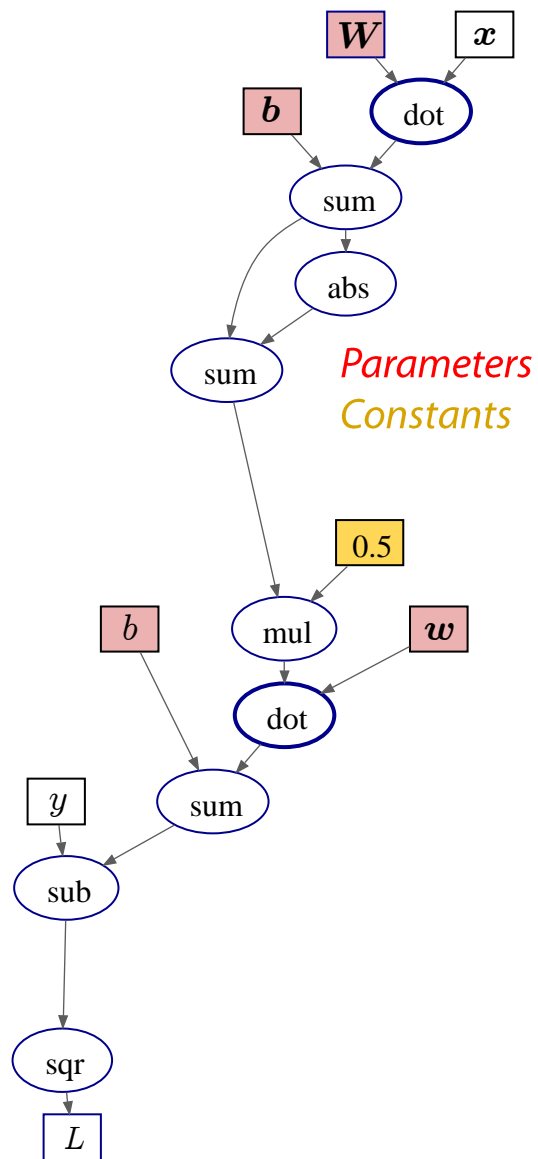 W x
dot
b
sum
abs
sum
Parameters
Constants
0.5
b mul w
dot
sum
y
sub
sqr
L